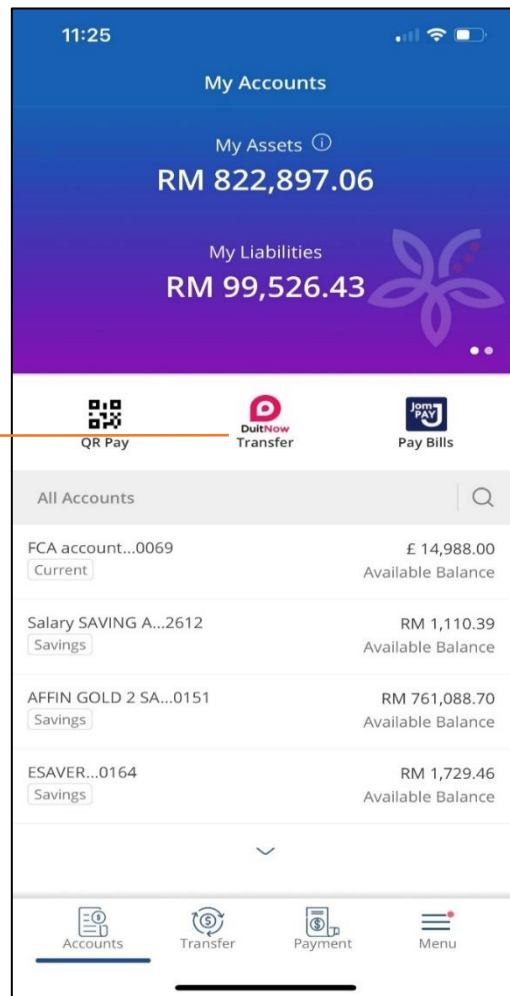 11:25
My Accounts
My Assets
RM 822,897.06
My Liabilities
RM 99,526.43
QR Pay
DuitNow
Transfer
Jom
PAY
Pay Bills
All Accounts
FCA account...0069 £ 14,988.00
Current Available Balance
Salary SAVING A...2612 RM 1,110.39
Savings Available Balance
AFFIN GOLD 2 SA...0151 RM 761,088.70
Savings Available Balance
ESAVER...0164 RM 1,729.46
Savings Available Balance
Accounts Transfer Payment Menu